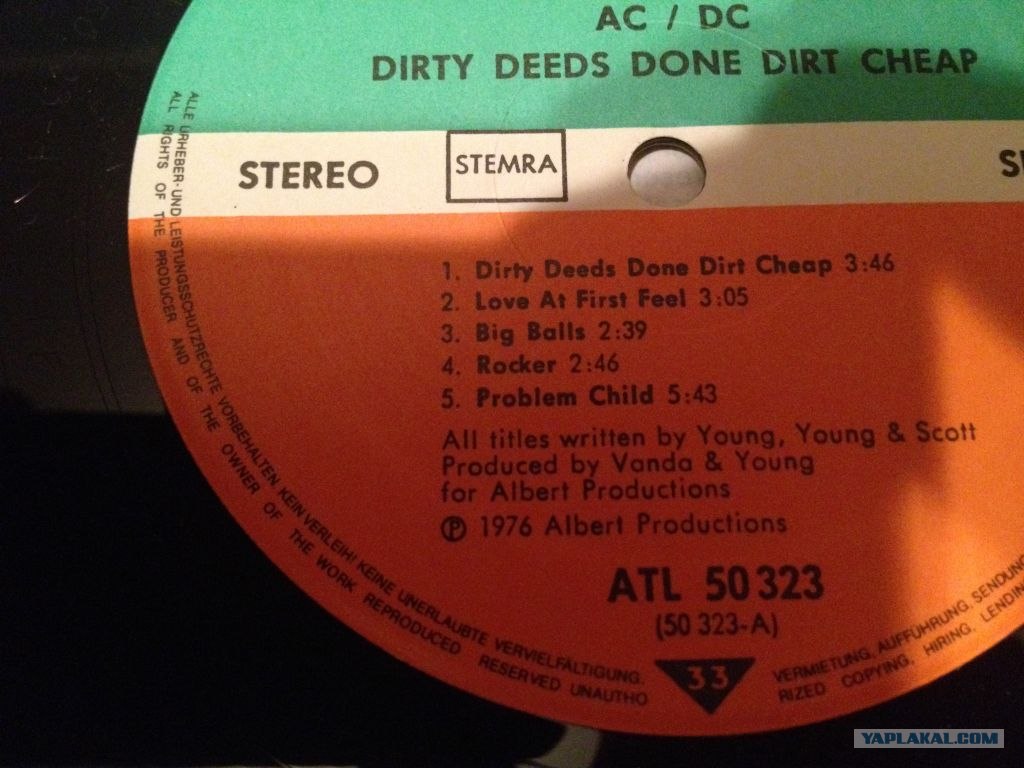 AC / DC
DIRTY DEEDS DONE DIRT CHEAP
STEREO
STEMRA
1. Dirty Deeds Done Dirt Cheap 3:46
2. Love At First Feel 3:05
3. Big Balls 2:39
4. Rocker 2:46
5. Problem Child 5:43
All titles written by Young, Young & Scott
Produced by Vanda & Young
for Albert Productions
℗ 1976 Albert Productions
ATL 50 323
(50 323-A)
33
ALLE URHEBER-UND LEISTUNGSSCHUTZRECHTE VORBEHALTEN KEIN VERLEIH! KEINE UNERLAUBTE VERVIELFÄLTIGUNG.
ALL RIGHTS OF THE PRODUCER AND OF THE OWNER OF THE WORK REPRODUCED RESERVED UNAUTHO
VERMIETUNG, AUFFÜHRUNG, SENDUNG
RIZED COPYING, HIRING, LENDIN
YAPLAKAL.COM